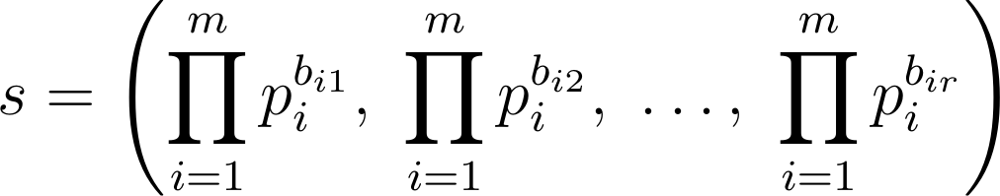 $s = \left( \prod_{i=1}^{m} p_i^{b_{i1}}, \ \prod_{i=1}^{m} p_i^{b_{i2}}, \ \ldots, \ \prod_{i=1}^{m} p_i^{b_{ir}} \right)$